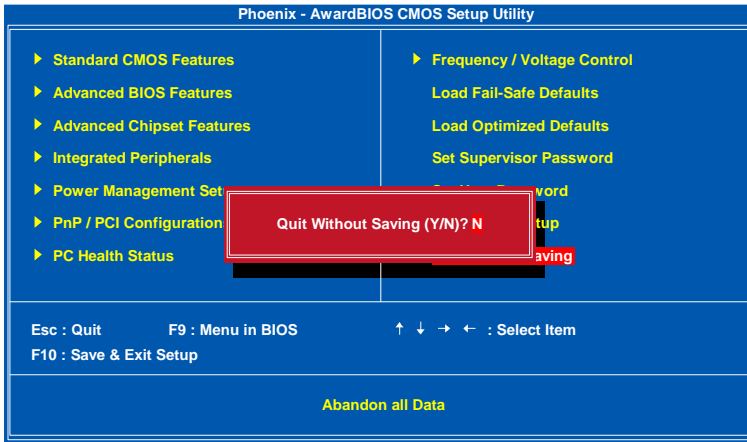 Phoenix - AwardBIOS CMOS Setup Utility
Standard CMOS Features
Advanced BIOS Features
Advanced Chipset Features
Integrated Peripherals
Power Management
PnP / PCI
PC Health Status
Frequency / Voltage Control
Load Fail-Safe Defaults
Load Optimized Defaults
Set Supervisor Password
Quit Without Saving (Y/N)? N
Esc : Quit F9 : Menu in BIOS ↑ ↓ → ← : Select Item
F10 : Save & Exit Setup
Abandon all Data